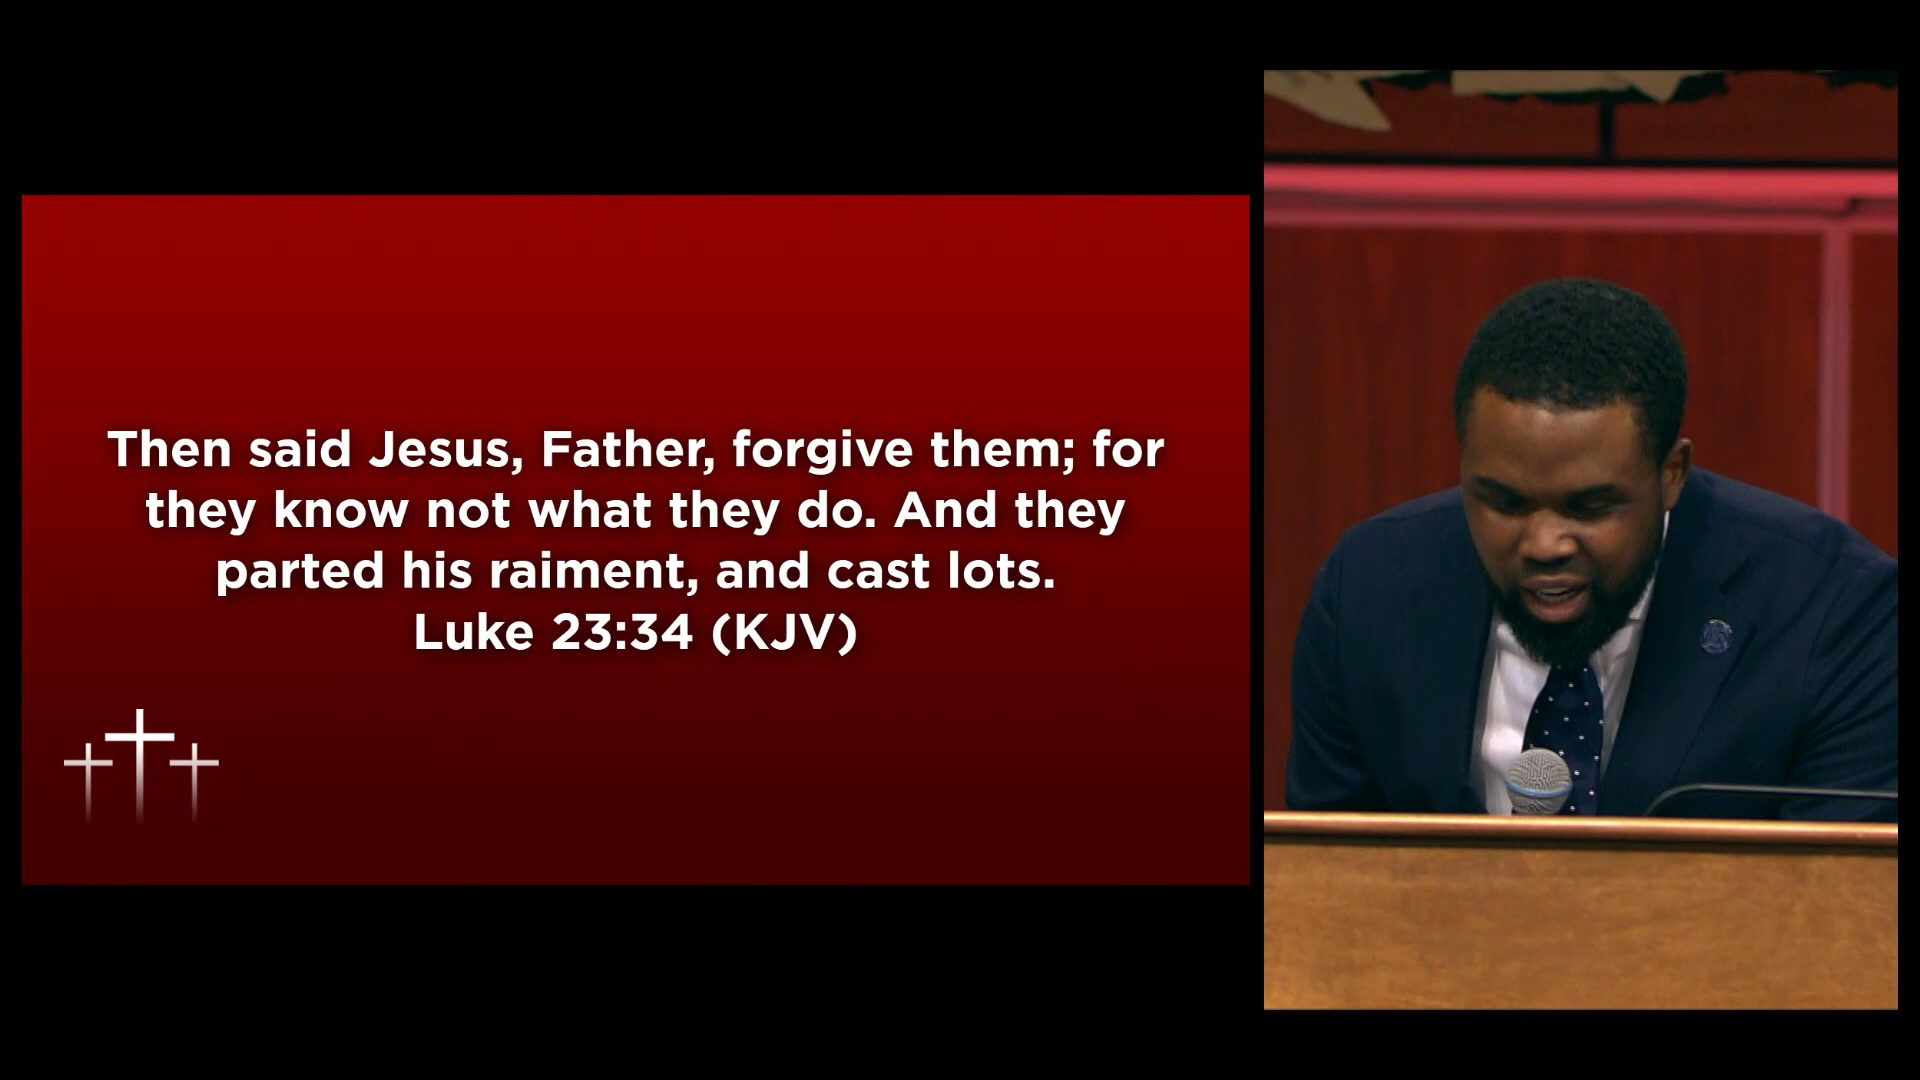 Then said Jesus, Father, forgive them; for
they know not what they do. And they
parted his raiment, and cast lots.
Luke 23:34 (KJV)